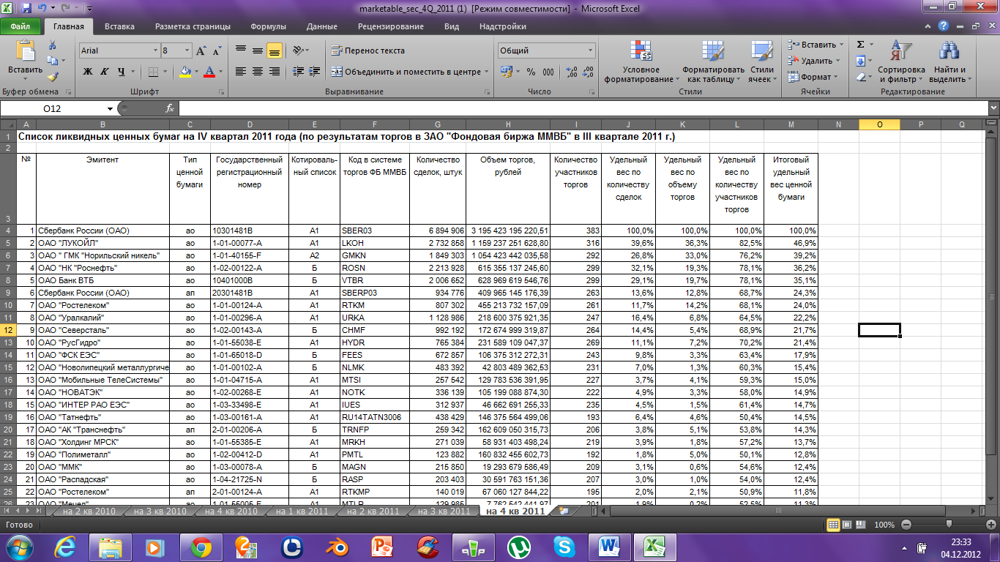 marketable_sec_4Q_2011 (1) [Режим совместимости] - Microsoft Excel
Файл Главная Вставка Разметка страницы Формулы Данные Рецензирование Вид Надстройки
Вставить
Буфер обмена
Arial 8
Ж К Ч
Шрифт
Перенос текста
Объединить и поместить в центре
Выравнивание
Общий
% 000
Число
Условное форматирование
Форматировать как таблицу
Стили ячеек
Стили
Вставить
Удалить
Формат
Ячейки
Сортировка и фильтр
Найти и выделить
Редактирование
O12 fx
A B C D E F G H I J K L M N O P Q
1 Список ликвидных ценных бумаг на IV квартал 2011 года (по результатам торгов в ЗАО "Фондовая биржа ММВБ" в III квартале 2011 г.)
2
3 № Эмитент Тип ценной бумаги Государственный регистрационный номер Котироваль-ный список Код в системе торгов ФБ ММВБ Количество сделок, штук Объем торгов, рублей Количество участников торгов Удельный вес по количеству сделок Удельный вес по объему торгов Удельный вес по количеству участников торгов Итоговый удельный вес ценной бумаги
4 1 Сбербанк России (ОАО) ао 10301481B А1 SBER03 6 894 906 3 195 423 195 220,51 383 100,0% 100,0% 100,0% 100,0%
5 2 ОАО "ЛУКОЙЛ" ао 1-01-00077-A А1 LKOH 2 732 858 1 159 237 251 628,80 316 39,6% 36,3% 82,5% 46,9%
6 3 ОАО " ГМК "Норильский никель" ао 1-01-40155-F А2 GMKN 1 849 303 1 054 423 442 035,58 292 26,8% 33,0% 76,2% 39,2%
7 4 ОАО "НК "Роснефть" ао 1-02-00122-A Б ROSN 2 213 928 615 355 137 245,60 299 32,1% 19,3% 78,1% 36,2%
8 5 ОАО Банк ВТБ ао 10401000B Б VTBR 2 006 652 628 969 619 546,76 299 29,1% 19,7% 78,1% 35,1%
9 6 Сбербанк России (ОАО) ап 20301481B А1 SBERP03 934 776 409 965 145 176,39 263 13,6% 12,8% 68,7% 24,3%
10 7 ОАО "Ростелеком" ао 1-01-00124-A А1 RTKM 807 302 455 213 732 157,09 261 11,7% 14,2% 68,1% 24,0%
11 8 ОАО "Уралкалий" ао 1-01-00296-A А1 URKA 1 128 986 218 600 375 921,35 247 16,4% 6,8% 64,5% 22,2%
12 9 ОАО "Северсталь" ао 1-02-00143-A Б CHMF 992 192 172 674 999 319,87 264 14,4% 5,4% 68,9% 21,7%
13 10 ОАО "РусГидро" ао 1-01-55038-E А1 HYDR 765 384 231 589 109 047,37 269 11,1% 7,2% 70,2% 21,4%
14 11 ОАО "ФСК ЕЭС" ао 1-01-65018-D Б FEES 672 857 106 375 312 272,31 243 9,8% 3,3% 63,4% 17,9%
15 12 ОАО "Новолипецкий металлургиче ао 1-01-00102-A Б NLMK 483 392 42 803 489 362,53 231 7,0% 1,3% 60,3% 15,4%
16 13 ОАО "Мобильные ТелеСистемы" ао 1-01-04715-A А1 MTSI 257 542 129 783 536 391,95 227 3,7% 4,1% 59,3% 15,0%
17 14 ОАО "НОВАТЭК" ао 1-02-00268-E А1 NOTK 336 139 105 199 088 874,30 222 4,9% 3,3% 58,0% 14,9%
18 15 ОАО "ИНТЕР РАО ЕЭС" ао 1-03-33498-E А1 IUES 312 937 46 662 691 255,33 235 4,5% 1,5% 61,4% 14,7%
19 16 ОАО "Татнефть" ао 1-03-00161-A А1 RU14TATN3006 438 429 146 375 564 499,06 193 6,4% 4,6% 50,4% 14,5%
20 17 ОАО "АК "Транснефть" ап 2-01-00206-A Б TRNFP 259 342 162 609 050 315,73 206 3,8% 5,1% 53,8% 14,3%
21 18 ОАО "Холдинг МРСК" ао 1-01-55385-E А1 MRKH 271 039 58 931 403 498,24 219 3,9% 1,8% 57,2% 13,7%
22 19 ОАО "Полиметалл" ао 1-02-00412-D А1 PMTL 123 882 160 832 455 602,73 192 1,8% 5,0% 50,1% 12,8%
23 20 ОАО "ММК" ао 1-03-00078-A Б MAGN 215 850 19 293 679 586,49 209 3,1% 0,6% 54,6% 12,4%
24 21 ОАО "Распадская" ао 1-04-21725-N Б RASP 203 403 30 591 763 151,36 207 3,0% 1,0% 54,0% 12,4%
25 22 ОАО "Ростелеком" ап 2-01-00124-A А1 RTKMP 140 019 67 060 127 844,22 195 2,0% 2,1% 50,9% 11,8%
26 23 ОАО "Мечел" ао 1-01-55005-E А1 MTLR 129 985 7 762 542 441,97 201 1,9% 0,2% 52,5% 11,3%
на 2 кв 2010 на 3 кв 2010 на 4 кв 2010 на 1 кв 2011 на 2 кв 2011 на 3 кв 2011 на 4 кв 2011
Готово 100%
23:33
04.12.2012